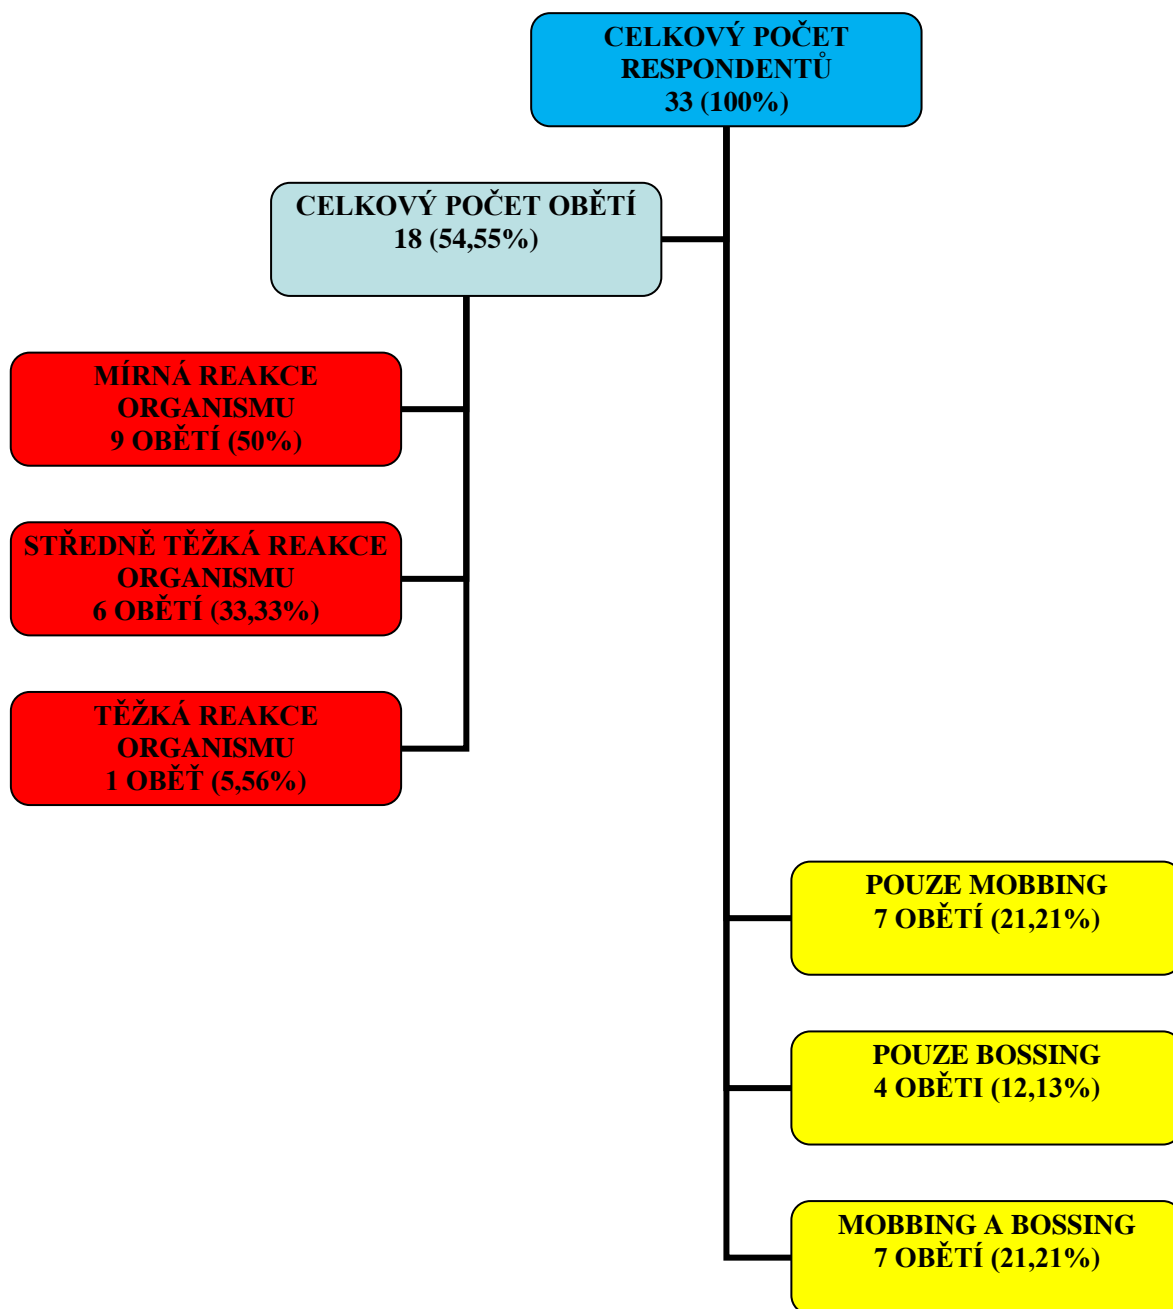 CELKOVÝ POČET
RESPONDENTŮ
33 (100%)
CELKOVÝ POČET OBĚTÍ
18 (54,55%)
MÍRNÁ REAKCE
ORGANISMU
9 OBĚTÍ (50%)
STŘEDNĚ TĚŽKÁ REAKCE
ORGANISMU
6 OBĚTÍ (33,33%)
TĚŽKÁ REAKCE
ORGANISMU
1 OBĚŤ (5,56%)
POUZE MOBBING
7 OBĚTÍ (21,21%)
POUZE BOSSING
4 OBĚTI (12,13%)
MOBBING A BOSSING
7 OBĚTÍ (21,21%)